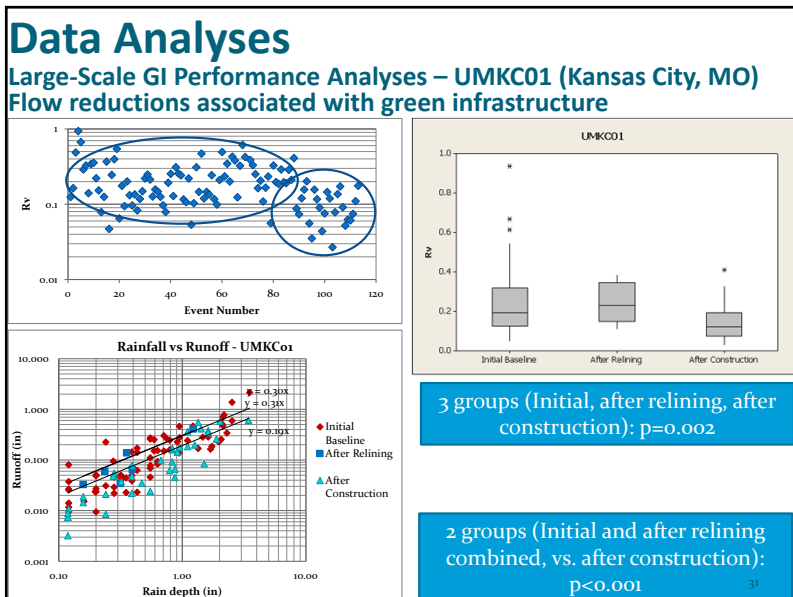 Data Analyses
Large-Scale GI Performance Analyses – UMKC01 (Kansas City, MO)
Flow reductions associated with green infrastructure
1
0.1
0.01
Rv
0 20 40 60 80 100 120
Event Number
UMKC01
1.0
0.8
0.6
0.4
0.2
0.0
Rv
Initial Baseline After Relining After Construction
Rainfall vs Runoff - UMKC01
10.000
1.000
0.100
0.010
0.001
Runoff (in)
0.10 1.00 10.00
Rain depth (in)
= 0.30x
y = 0.31x
y = 0.19x
Initial
Baseline
After Relining
After
Construction
3 groups (Initial, after relining, after
construction): p=0.002
2 groups (Initial and after relining
combined, vs. after construction):
p<0.001
31